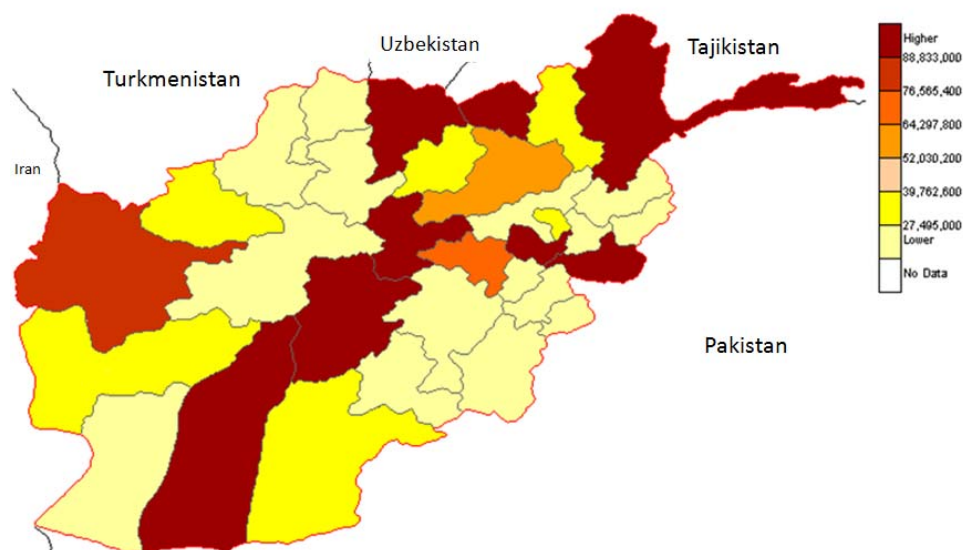 Uzbekistan
Tajikistan
Turkmenistan
Iran
Pakistan
Higher
88,833,000
76,565,400
64,297,800
52,030,200
39,762,600
27,495,000
Lower
No Data